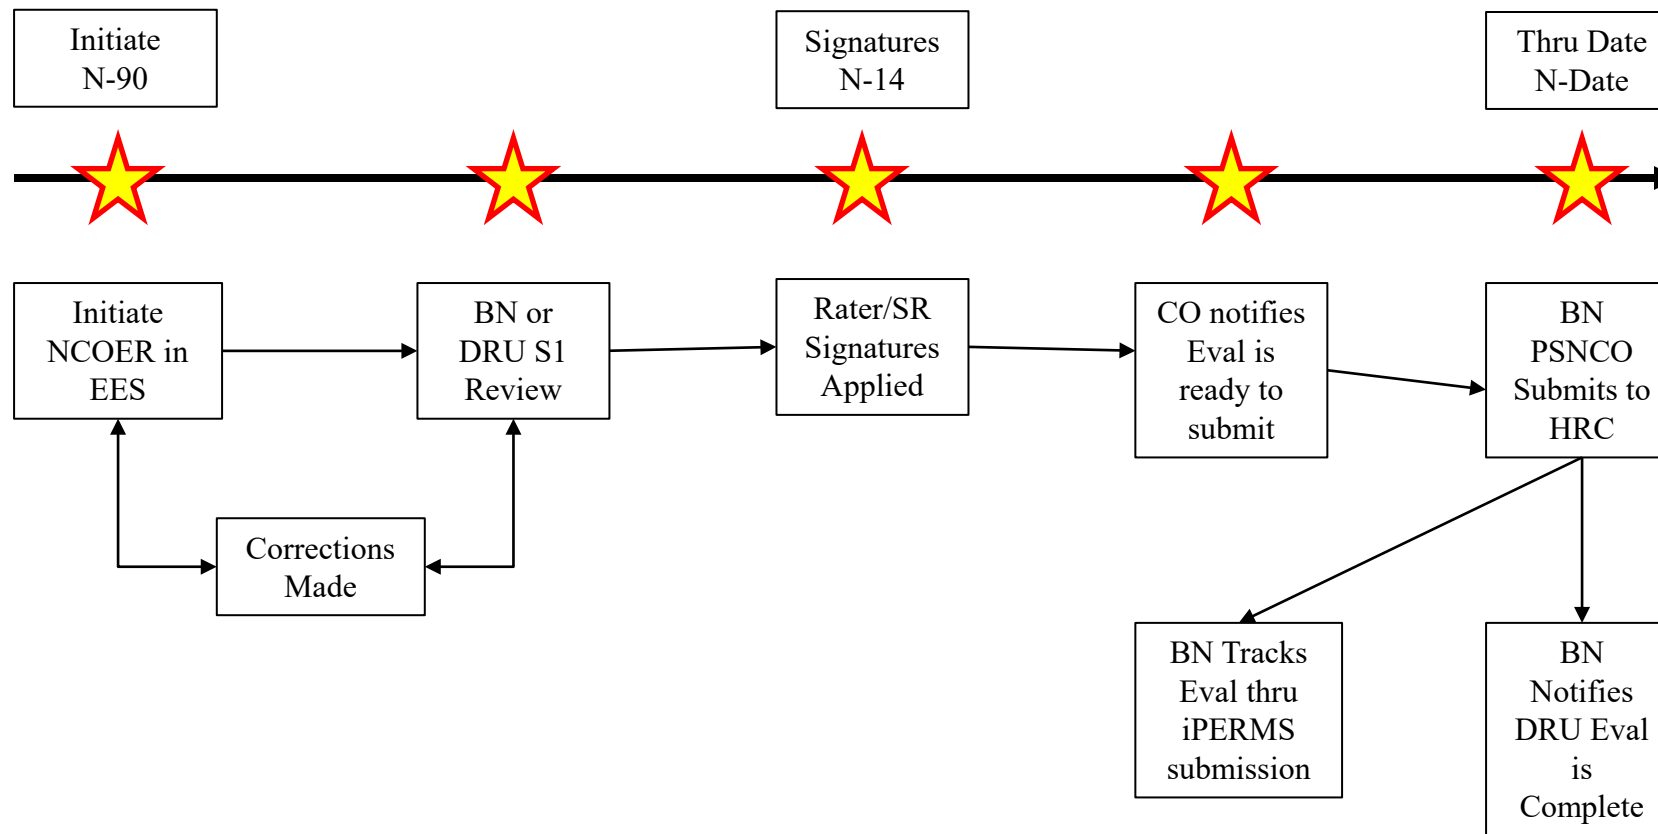 Initiate
N-90
Signatures
N-14
Thru Date
N-Date
Initiate
NCOER in
EES
BN or
DRU S1
Review
Rater/SR
Signatures
Applied
CO notifies
Eval is
ready to
submit
BN
PSNCO
Submits to
HRC
Corrections
Made
BN Tracks
Eval thru
iPERMS
submission
BN
Notifies
DRU Eval
is
Complete